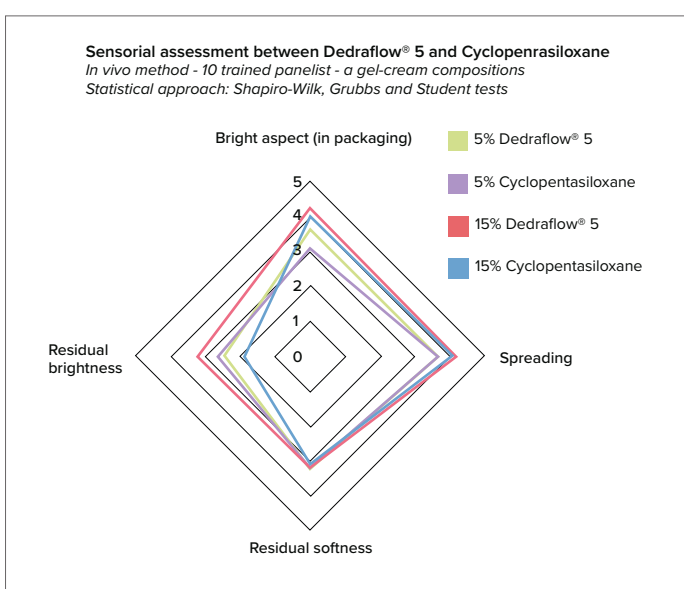 Sensorial assessment between Dedraflow® 5 and Cyclopenrasiloxane
In vivo method - 10 trained panelist - a gel-cream compositions
Statistical approach: Shapiro-Wilk, Grubbs and Student tests
Bright aspect (in packaging)
5% Dedraflow® 5
5% Cyclopentasiloxane
15% Dedraflow® 5
15% Cyclopentasiloxane
5
4
3
2
1
0
Residual
brightness
Spreading
Residual softness